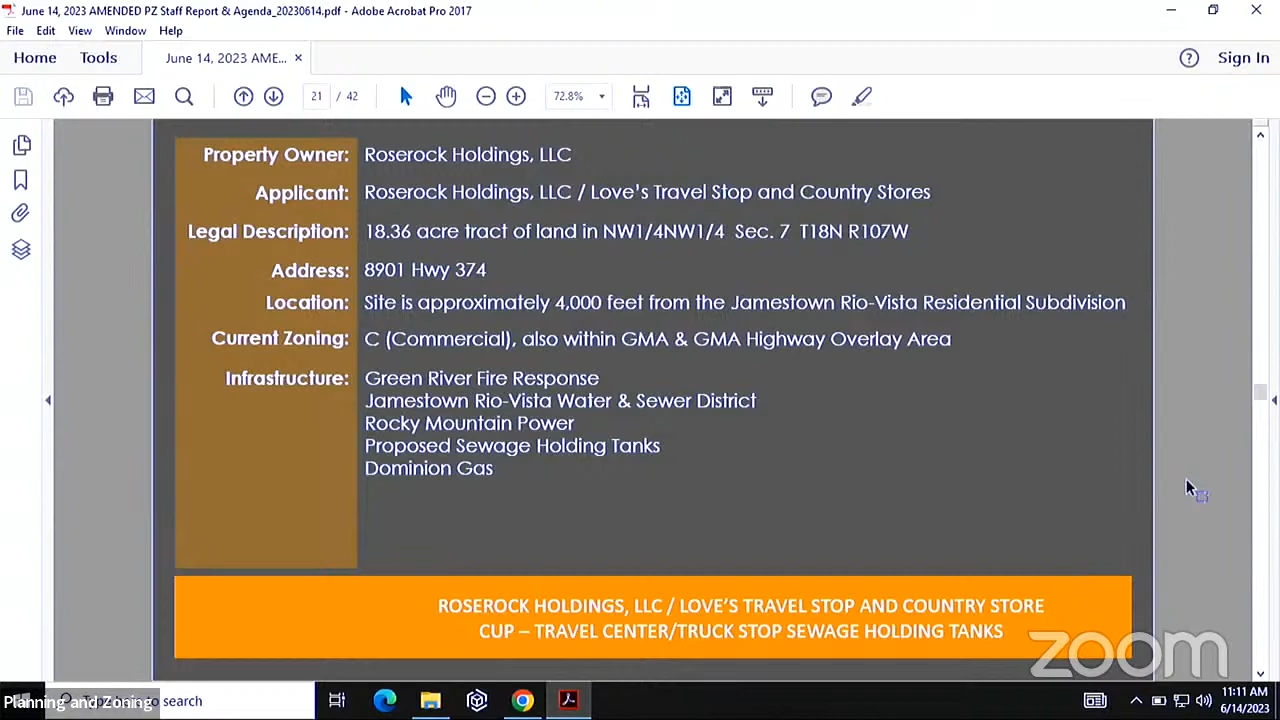 June 14, 2023 AMENDED PZ Staff Report & Agenda_20230614.pdf - Adobe Acrobat Pro 2017
File Edit View Window Help
Home Tools June 14, 2023 AME... × Sign In
21 / 42 72.8%
Property Owner: Roserock Holdings, LLC
Applicant: Roserock Holdings, LLC / Love's Travel Stop and Country Stores
Legal Description: 18.36 acre tract of land in NW1/4NW1/4 Sec. 7 T18N R107W
Address: 8901 Hwy 374
Location: Site is approximately 4,000 feet from the Jamestown Rio-Vista Residential Subdivision
Current Zoning: C (Commercial), also within GMA & GMA Highway Overlay Area
Infrastructure: Green River Fire Response
Jamestown Rio-Vista Water & Sewer District
Rocky Mountain Power
Proposed Sewage Holding Tanks
Dominion Gas
ROSEROCK HOLDINGS, LLC / LOVE'S TRAVEL STOP AND COUNTRY STORE
CUP – TRAVEL CENTER/TRUCK STOP SEWAGE HOLDING TANKS
zoom
Planning and Zoning to search
11:11 AM
6/14/2023